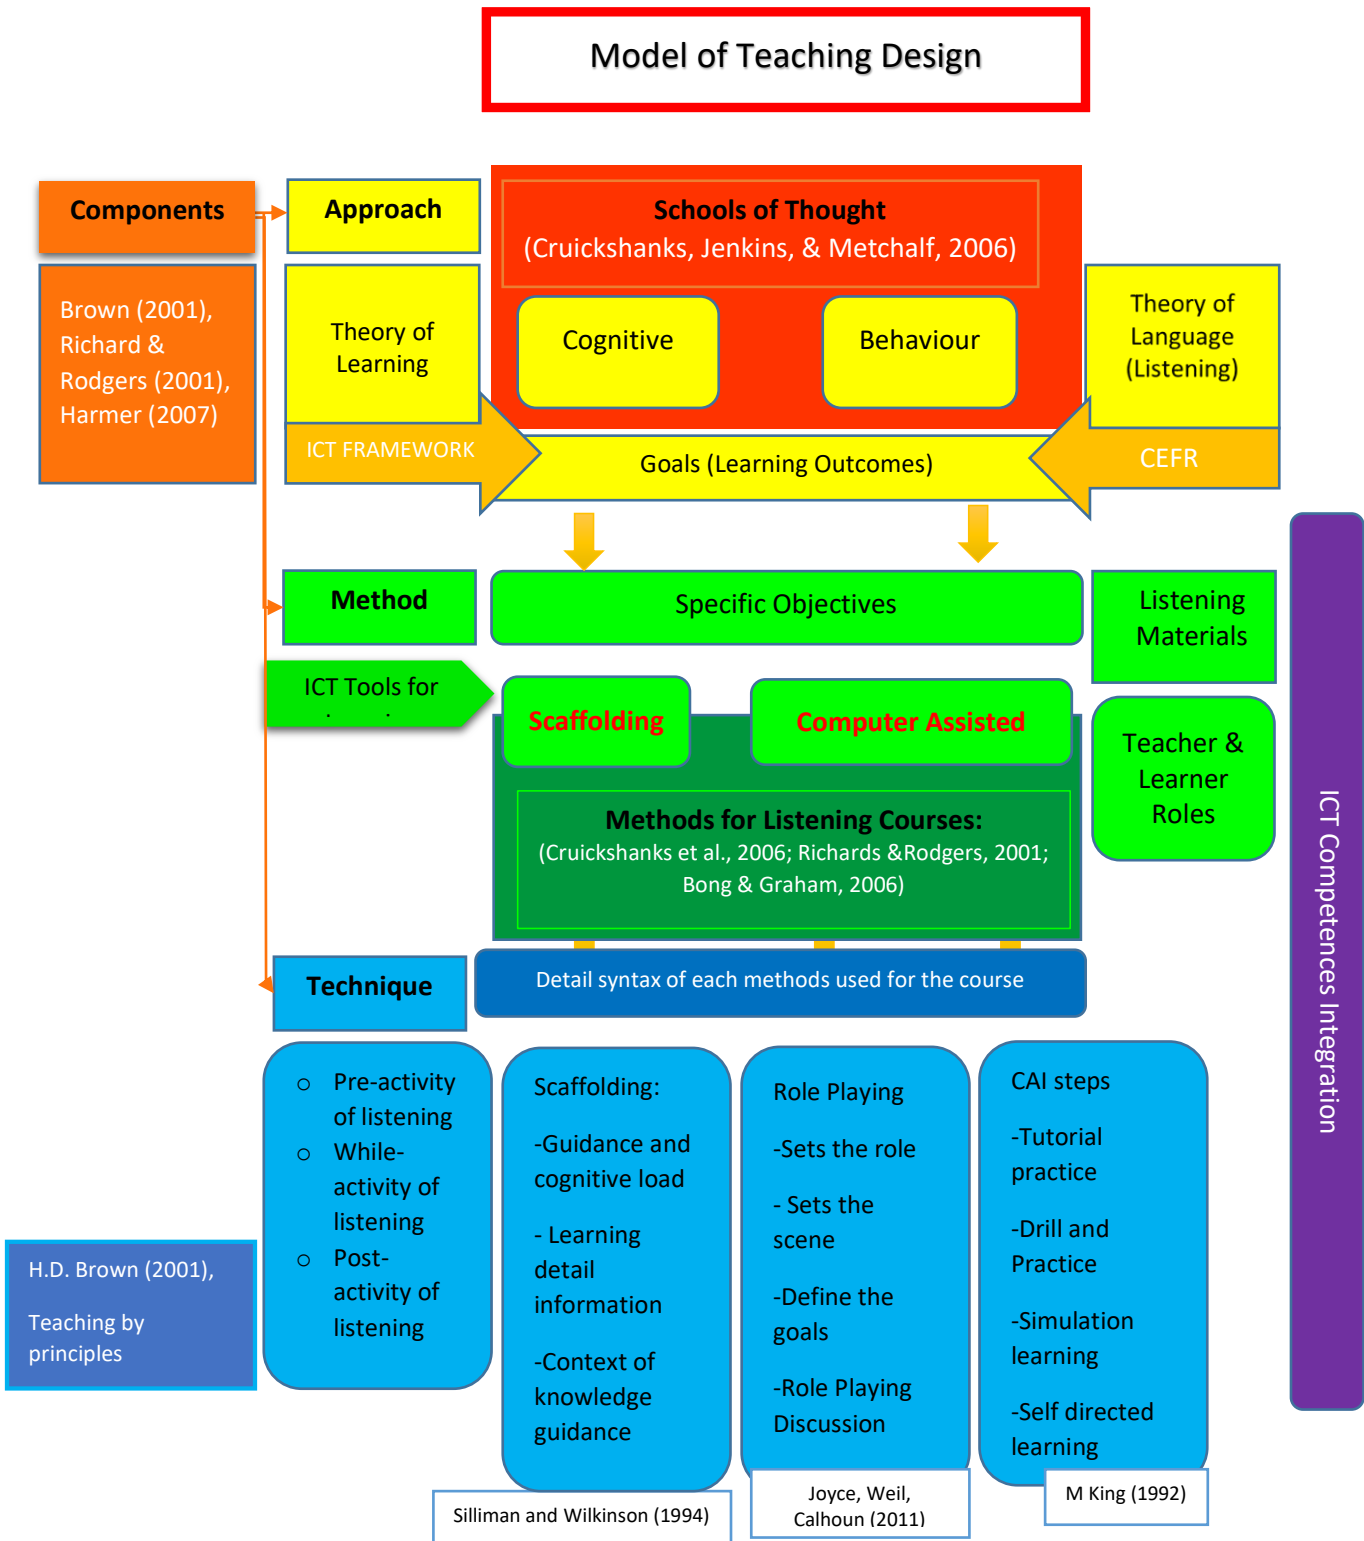 Model of Teaching Design
Components
Approach
Schools of Thought
(Cruickshanks, Jenkins, & Metchalf, 2006)
Brown (2001),
Richard &
Rodgers (2001),
Harmer (2007)
Theory of
Learning
Cognitive
Behaviour
Theory of
Language
(Listening)
ICT FRAMEWORK
Goals (Learning Outcomes)
CEFR
Method
Specific Objectives
Listening
Materials
ICT Tools for
Scaffolding
Computer Assisted
Teacher &
Learner
Roles
Methods for Listening Courses:
(Cruickshanks et al., 2006; Richards &Rodgers, 2001;
Bong & Graham, 2006)
ICT Competences Integration
Technique
Detail syntax of each methods used for the course
o Pre-activity
of listening
o While-
activity of
listening
o Post-
activity of
listening
Scaffolding:
-Guidance and
cognitive load
- Learning
detail
information
-Context of
knowledge
guidance
Role Playing
-Sets the role
- Sets the
scene
-Define the
goals
-Role Playing
Discussion
CAI steps
-Tutorial
practice
-Drill and
Practice
-Simulation
learning
-Self directed
learning
H.D. Brown (2001),
Teaching by
principles
Silliman and Wilkinson (1994)
Joyce, Weil,
Calhoun (2011)
M King (1992)